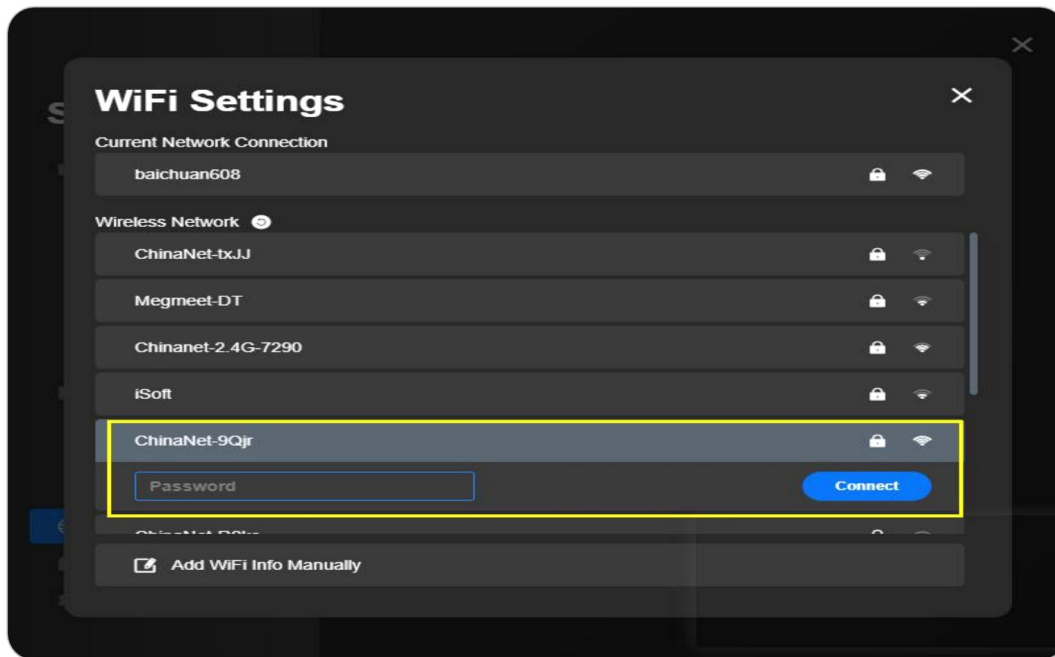 WiFi Settings
Current Network Connection
baichuan608
Wireless Network
ChinaNet-txJJ
Megmeet-DT
Chinanet-2.4G-7290
iSoft
ChinaNet-9Qjr
Password
Connect
Add WiFi Info Manually